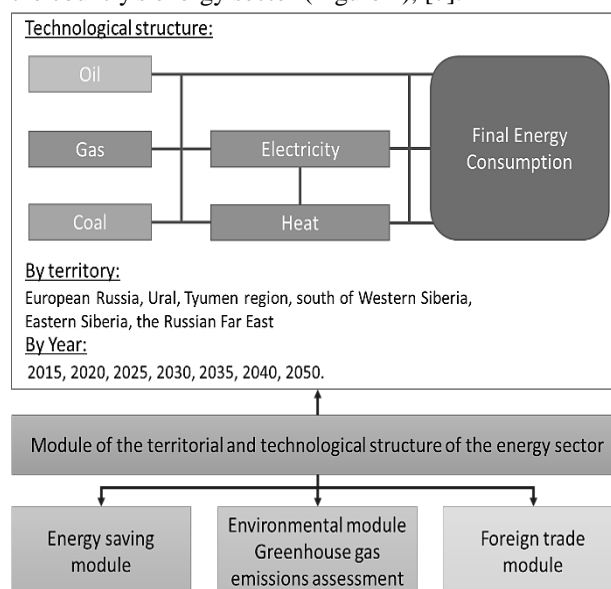 Technological structure:
Oil
Gas
Coal
Electricity
Heat
Final Energy
Consumption
By territory:
European Russia, Ural, Tyumen region, south of Western Siberia,
Eastern Siberia, the Russian Far East
By Year:
2015, 2020, 2025, 2030, 2035, 2040, 2050.
Module of the territorial and technological structure of the energy sector
Energy saving
module
Environmental module
Greenhouse gas
emissions assessment
Foreign trade
module